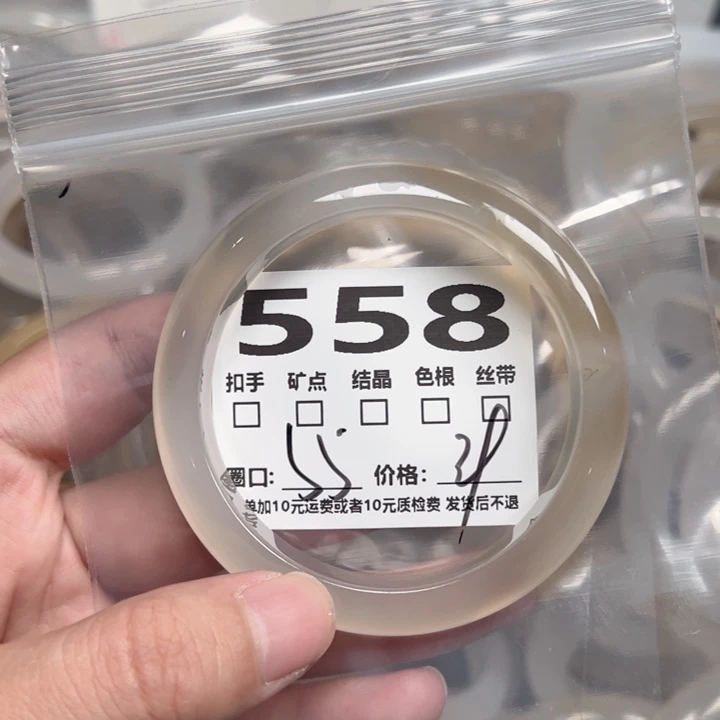 558
扣手 矿点 结晶 色根 丝带
圈口: 55 价格:
单加10元运费或者10元质检费 发货后不退